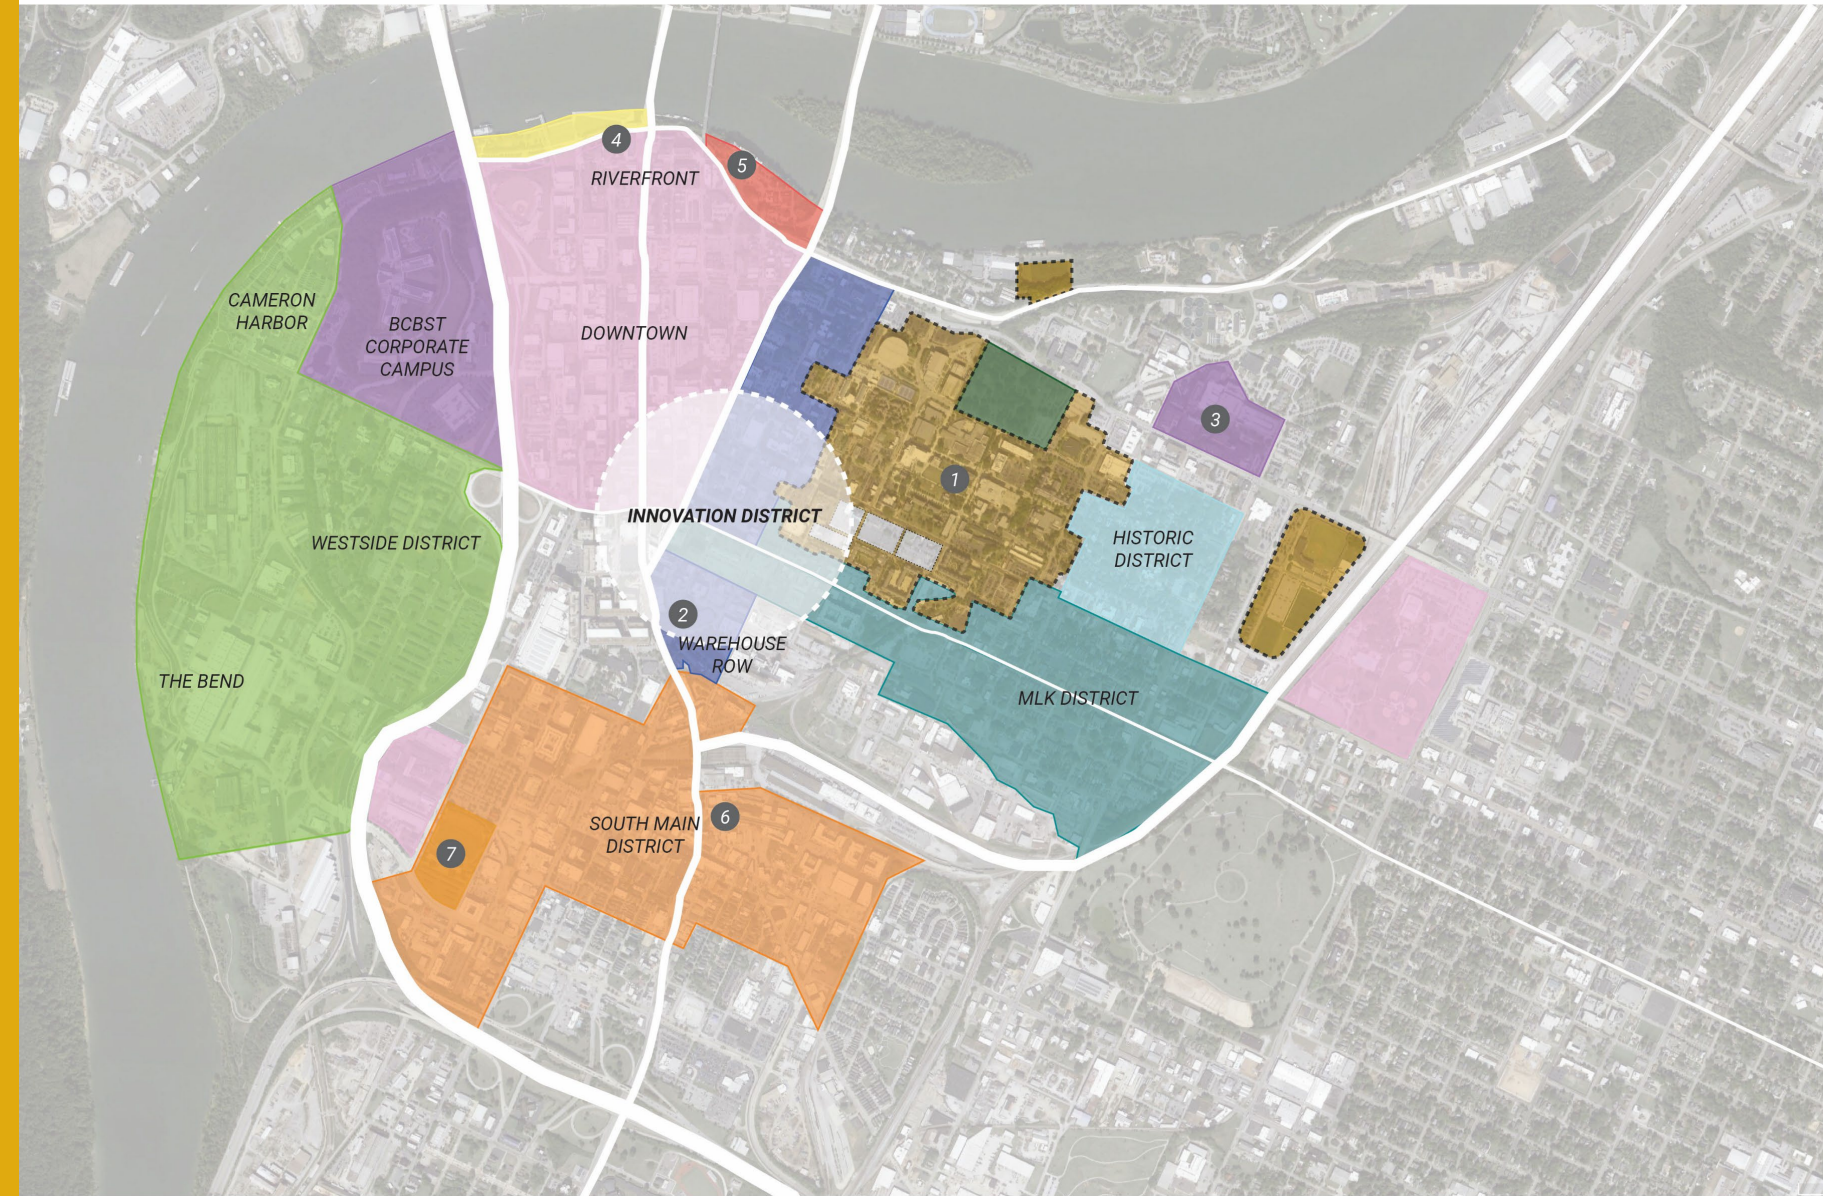 4
5
RIVERFRONT
CAMERON
HARBOR
BCBST
CORPORATE
CAMPUS
DOWNTOWN
3
1
INNOVATION DISTRICT
WESTSIDE DISTRICT
HISTORIC
DISTRICT
2
WAREHOUSE
ROW
THE BEND
MLK DISTRICT
SOUTH MAIN
DISTRICT
6
7